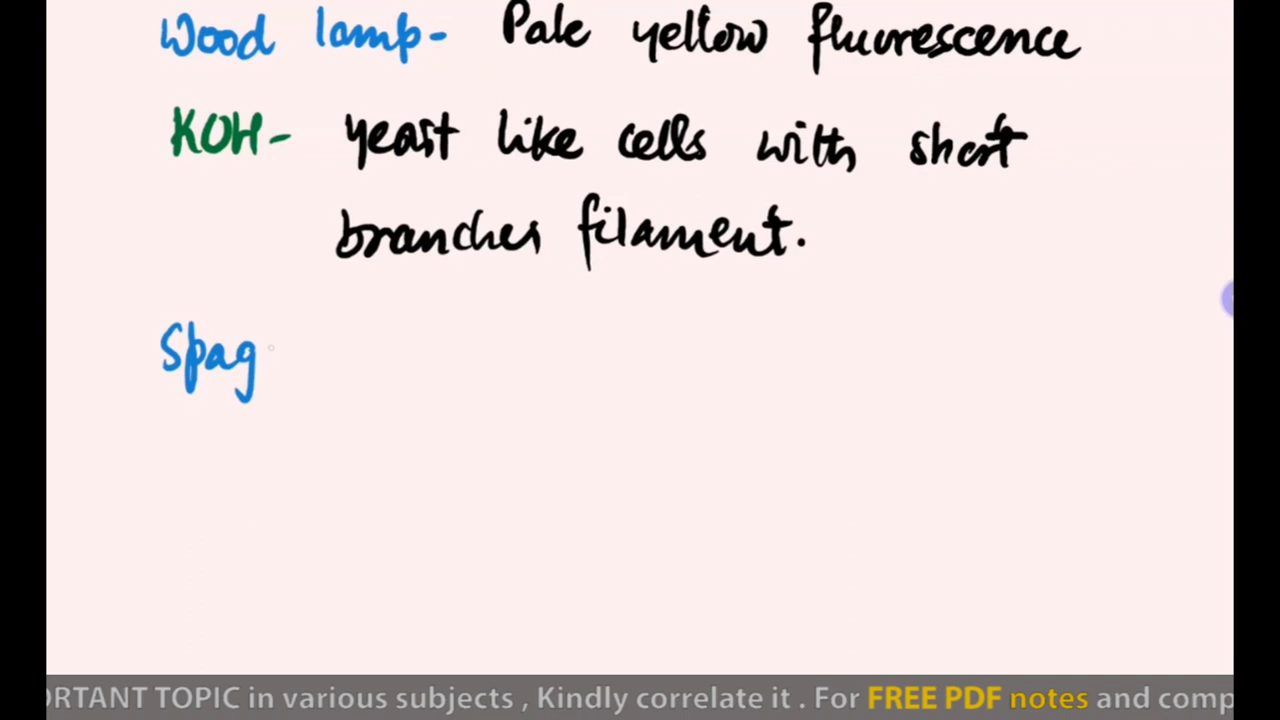 Wood lamp- Pale yellow fluorescence
KOH- yeast like cells with short
branches filament.
Spag
ORTANT TOPIC in various subjects , Kindly correlate it . For FREE PDF notes and comp